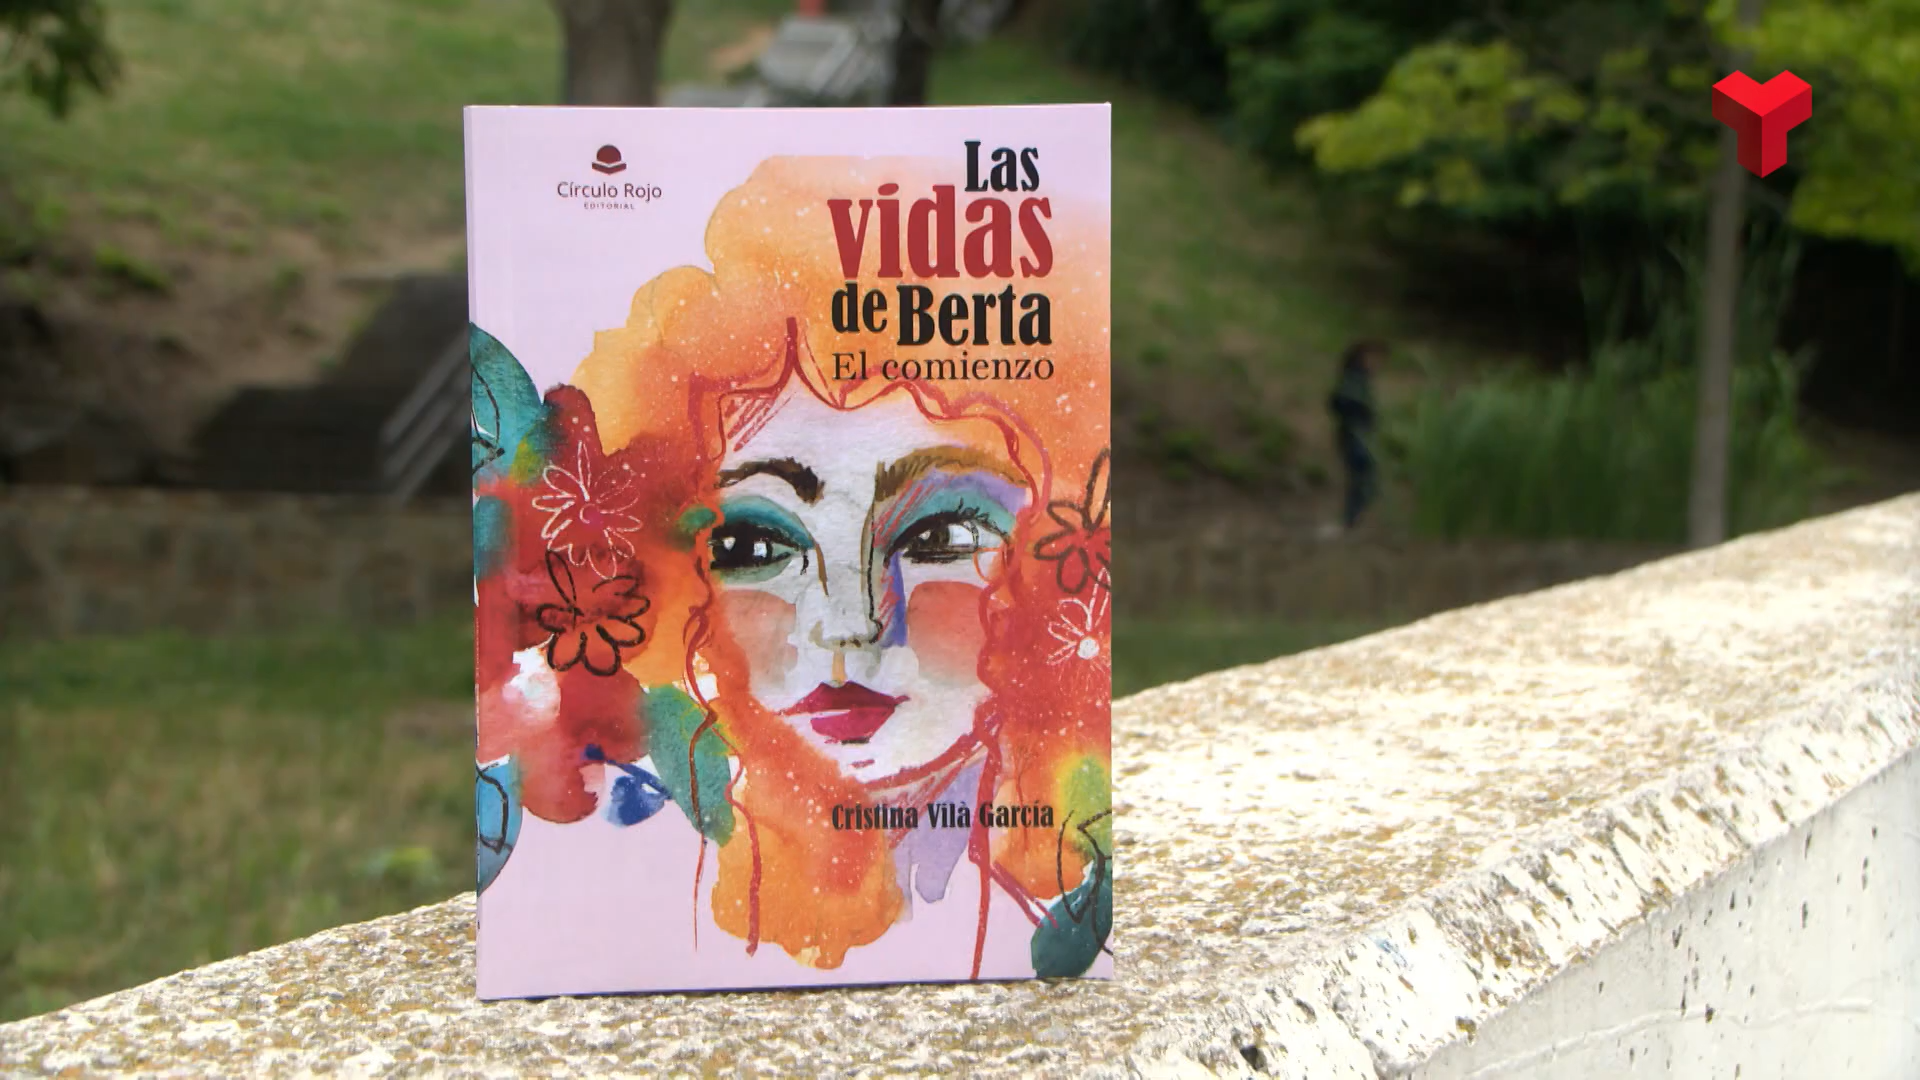 Círculo Rojo
EDITORIAL
Las
vidas
de Berta
El comienzo
Cristina Vilà García